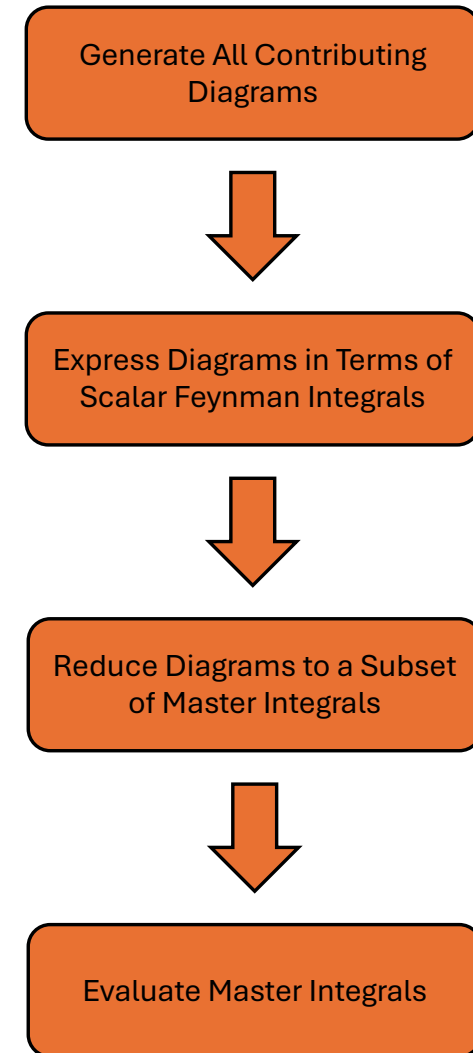 Generate All Contributing
Diagrams
Express Diagrams in Terms of
Scalar Feynman Integrals
Reduce Diagrams to a Subset
of Master Integrals
Evaluate Master Integrals